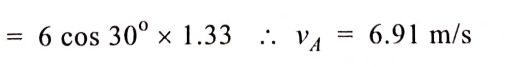 = 6 cos 30° × 1.33 ∴ v_A = 6.91 m/s